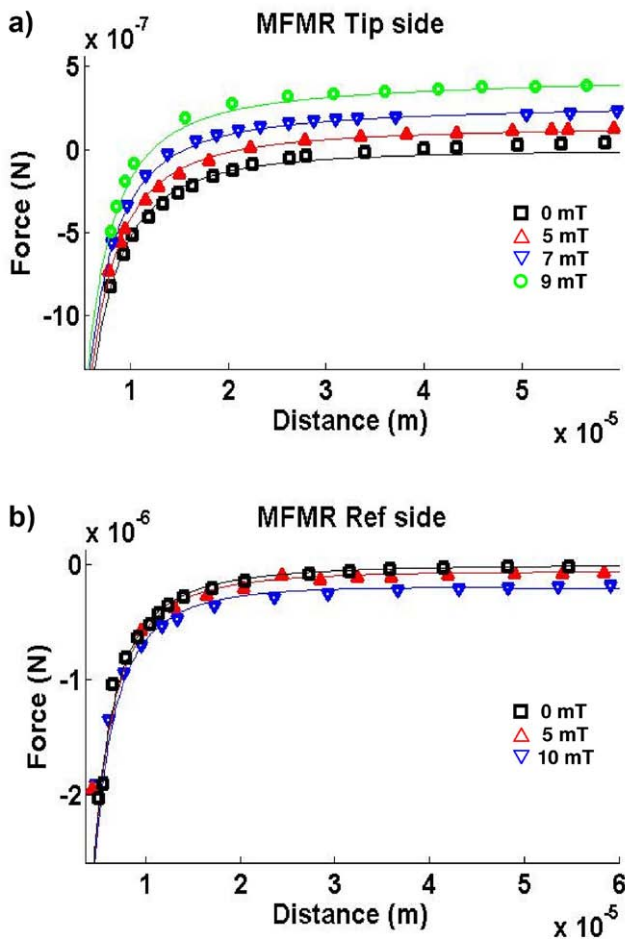 a)
x 10⁻⁷
MFMR Tip side
5
0
-5
-10
Force (N)
0 mT
5 mT
7 mT
9 mT
1 2 3 4 5
Distance (m)
x 10⁻⁵
b)
x 10⁻⁶
MFMR Ref side
0
-1
-2
Force (N)
0 mT
5 mT
10 mT
1 2 3 4 5 6
Distance (m)
x 10⁻⁵